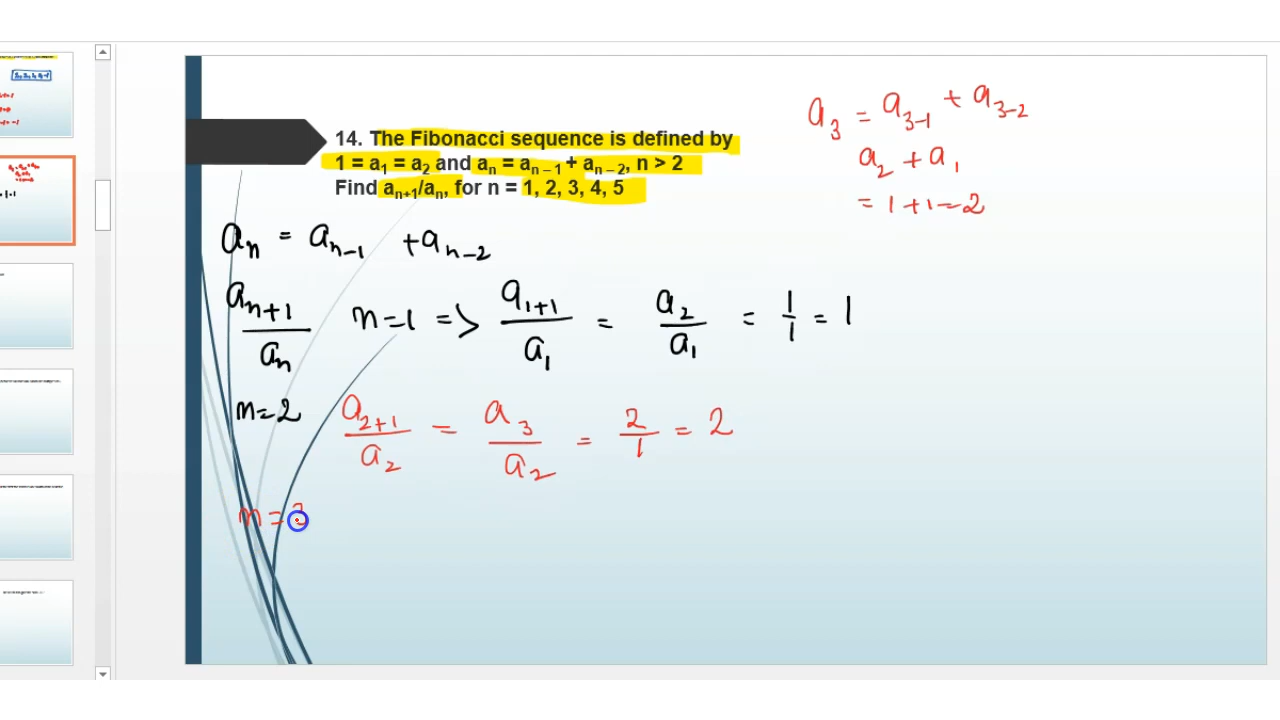 14. The Fibonacci sequence is defined by
1 = a₁ = a₂ and aₙ = aₙ ₋ ₁ + aₙ ₋ ₂, n > 2
Find aₙ₊₁/aₙ, for n = 1, 2, 3, 4, 5
a₃ = a₃₋₁ + a₃₋₂
a₂ + a₁
= 1 + 1 = 2
aₙ = aₙ₋₁ + aₙ₋₂
aₙ₊₁/aₙ n=1 => a₁₊₁/a₁ = a₂/a₁ = 1/1 = 1
n=2 a₂₊₁/a₂ = a₃/a₂ = 2/1 = 2
n=3